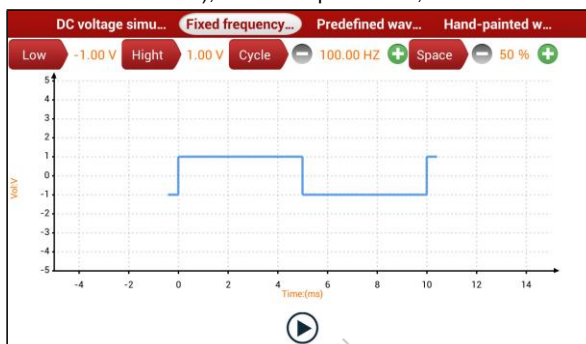 DC voltage simu... Fixed frequency... Predefined wav... Hand-painted w...
Low -1.00 V Hight 1.00 V Cycle 100.00 HZ Space 50 %
5
4
3
2
1
0
-1
-2
-3
-4
-5
Vol:V
-4 -2 0 2 4 6 8 10 12 14
Time:(ms)